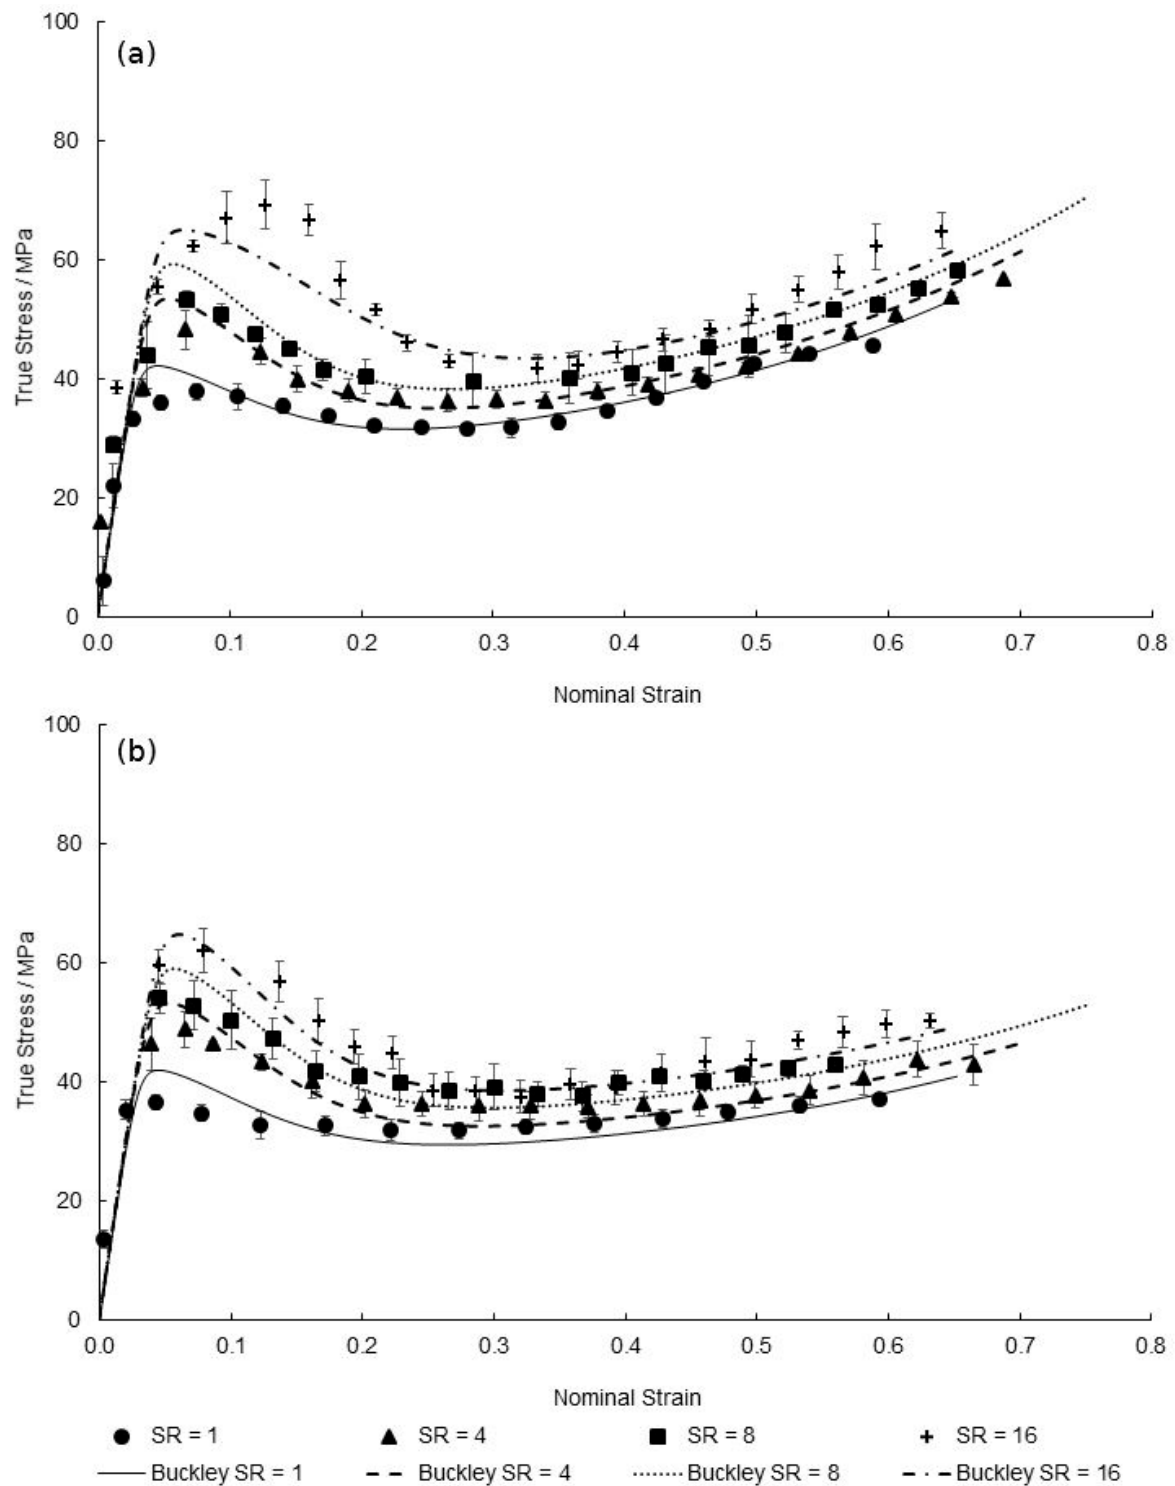 100
(a)
80
60
40
20
0
True Stress / MPa
0.0 0.1 0.2 0.3 0.4 0.5 0.6 0.7 0.8
Nominal Strain
100
(b)
80
60
40
20
0
True Stress / MPa
0.0 0.1 0.2 0.3 0.4 0.5 0.6 0.7 0.8
Nominal Strain
SR = 1 SR = 4 SR = 8 SR = 16
Buckley SR = 1 Buckley SR = 4 Buckley SR = 8 Buckley SR = 16